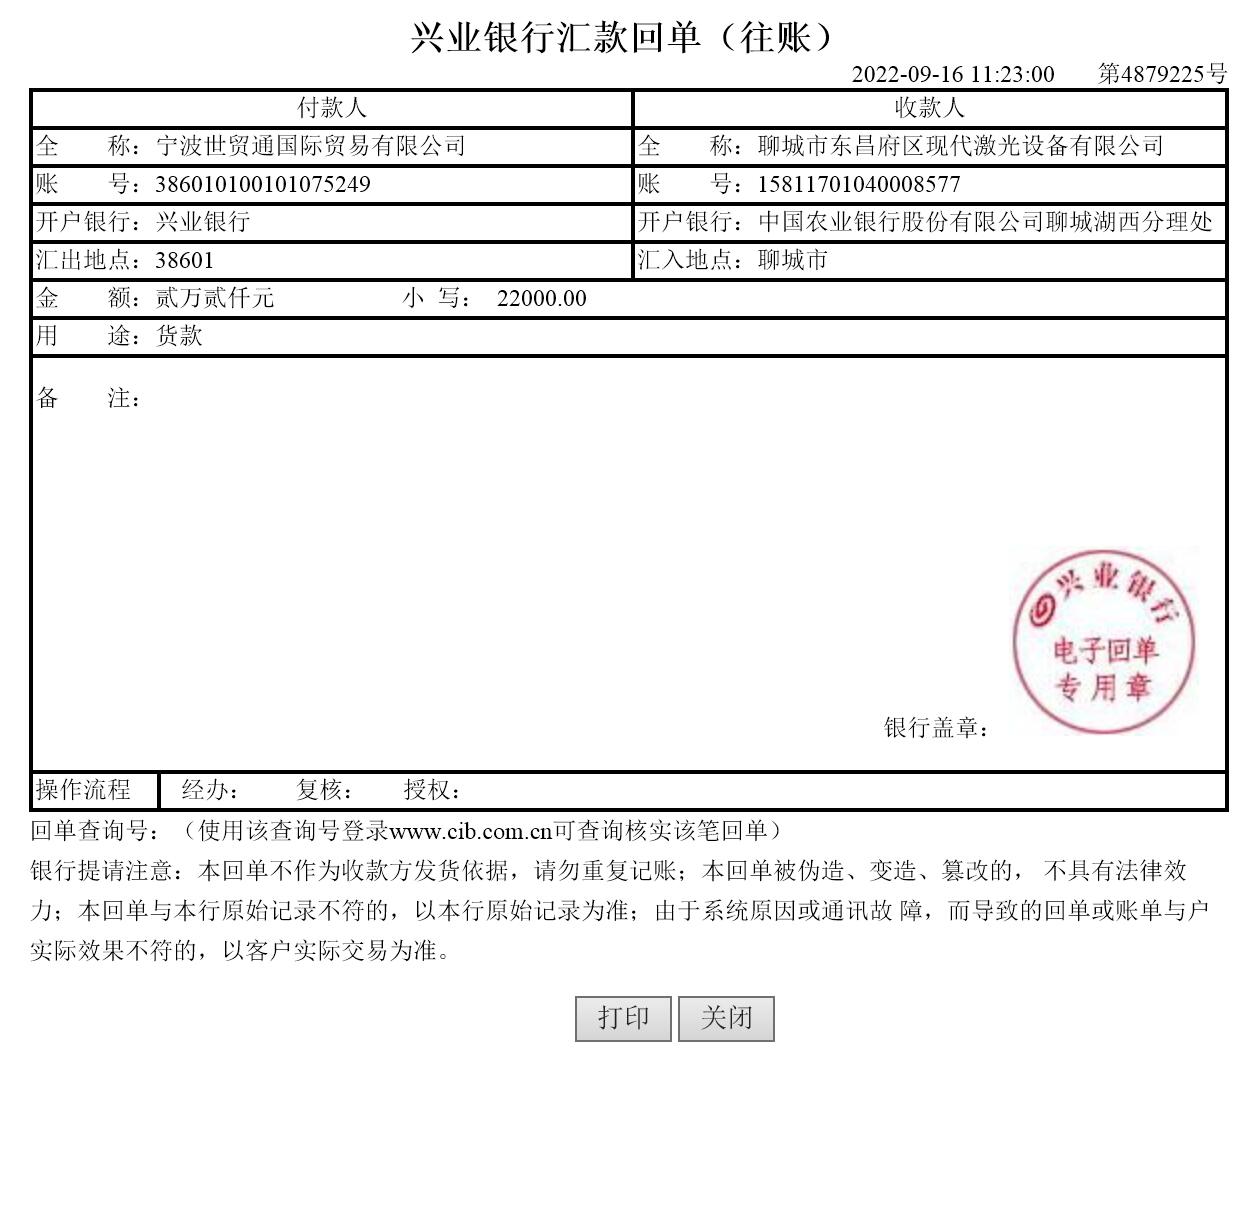 兴业银行汇款回单（往账）
2022-09-16 11:23:00 第4879225号
付款人 收款人
全 称：宁波世贸通国际贸易有限公司 全 称：聊城市东昌府区现代激光设备有限公司
账 号：386010100101075249 账 号：15811701040008577
开户银行：兴业银行 开户银行：中国农业银行股份有限公司聊城湖西分理处
汇出地点：38601 汇入地点：聊城市
金 额：贰万贰仟元 小 写： 22000.00
用 途：货款
备 注：
兴业银行
电子回单
专用章
银行盖章：
操作流程 经办： 复核： 授权：
回单查询号：（使用该查询号登录www.cib.com.cn可查询核实该笔回单）
银行提请注意：本回单不作为收款方发货依据，请勿重复记账；本回单被伪造、变造、篡改的， 不具有法律效
力；本回单与本行原始记录不符的，以本行原始记录为准；由于系统原因或通讯故 障，而导致的回单或账单与户
实际效果不符的，以客户实际交易为准。
打印 关闭